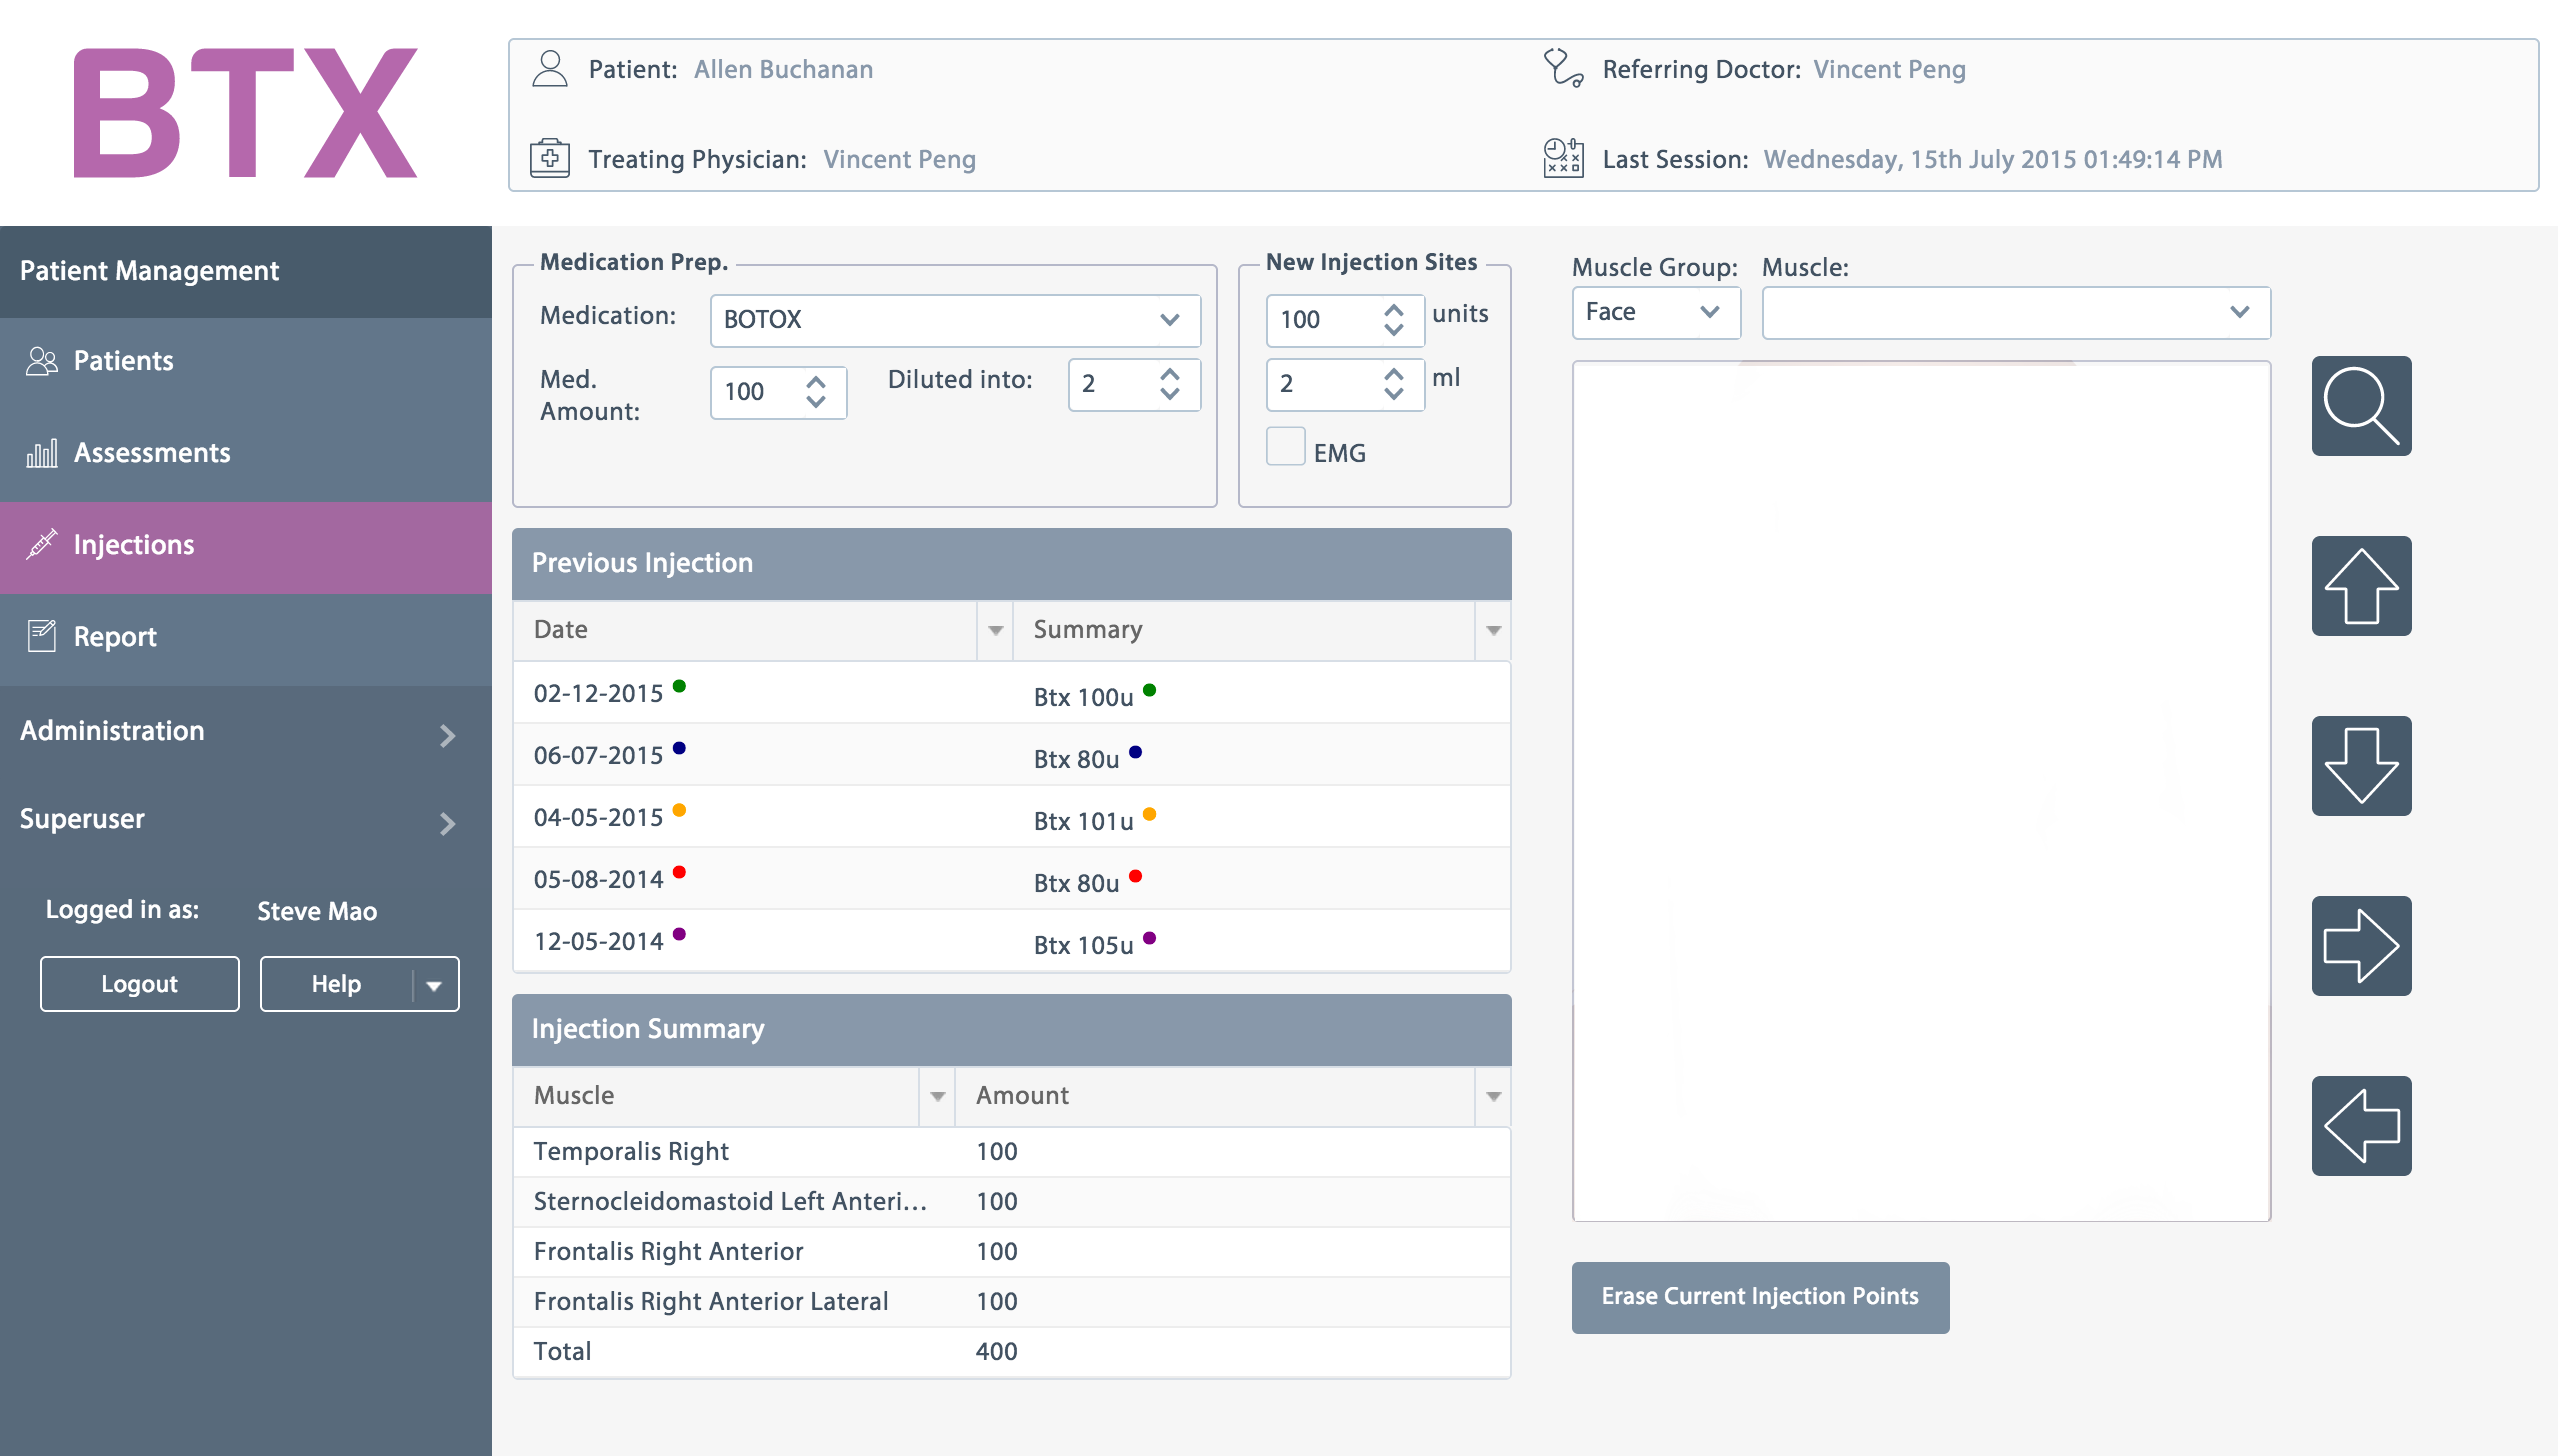 BTX
Patient: Allen Buchanan
Referring Doctor: Vincent Peng
Treating Physician: Vincent Peng
Last Session: Wednesday, 15th July 2015 01:49:14 PM
Patient Management
Patients
Assessments
Injections
Report
Administration
Superuser
Logged in as: Steve Mao
Logout
Help
Medication Prep.
Medication: BOTOX
Med. Amount: 100
Diluted into: 2
New Injection Sites
100 units
2 ml
EMG
Previous Injection
Date Summary
02-12-2015 Btx 100u
06-07-2015 Btx 80u
04-05-2015 Btx 101u
05-08-2014 Btx 80u
12-05-2014 Btx 105u
Injection Summary
Muscle Amount
Temporalis Right 100
Sternocleidomastoid Left Anteri... 100
Frontalis Right Anterior 100
Frontalis Right Anterior Lateral 100
Total 400
Muscle Group: Muscle:
Face
Erase Current Injection Points